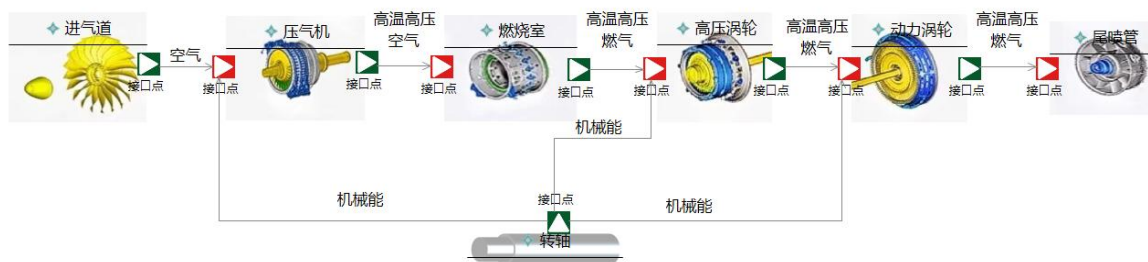 进气道
空气
接口点
接口点
压气机
高温高压
空气
接口点
接口点
燃烧室
高温高压
燃气
接口点
接口点
高压涡轮
高温高压
燃气
接口点
接口点
动力涡轮
高温高压
燃气
接口点
接口点
尾喷管
机械能
机械能
机械能
接口点
转轴